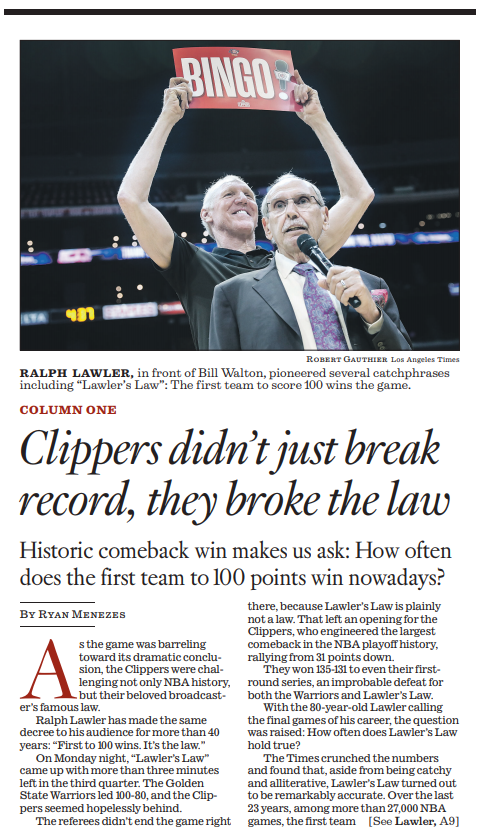 BINGO!
437
ROBERT GAUTHIER Los Angeles Times
RALPH LAWLER, in front of Bill Walton, pioneered several catchphrases
including “Lawler’s Law”: The first team to score 100 wins the game.
COLUMN ONE
Clippers didn’t just break
record, they broke the law
Historic comeback win makes us ask: How often
does the first team to 100 points win nowadays?
BY RYAN MENEZES
As the game was barreling
toward its dramatic conclu-
sion, the Clippers were chal-
lenging not only NBA history,
but their beloved broadcast-
er’s famous law.
Ralph Lawler has made the same
decree to his audience for more than 40
years: “First to 100 wins. It’s the law.”
On Monday night, “Lawler’s Law”
came up with more than three minutes
left in the third quarter. The Golden
State Warriors led 100-80, and the Clip-
pers seemed hopelessly behind.
The referees didn’t end the game right
there, because Lawler’s Law is plainly
not a law. That left an opening for the
Clippers, who engineered the largest
comeback in the NBA playoff history,
rallying from 31 points down.
They won 135-131 to even their first-
round series, an improbable defeat for
both the Warriors and Lawler’s Law.
With the 80-year-old Lawler calling
the final games of his career, the question
was raised: How often does Lawler’s Law
hold true?
The Times crunched the numbers
and found that, aside from being catchy
and alliterative, Lawler’s Law turned out
to be remarkably accurate. Over the last
23 years, among more than 27,000 NBA
games, the first team [See Lawler, A9]